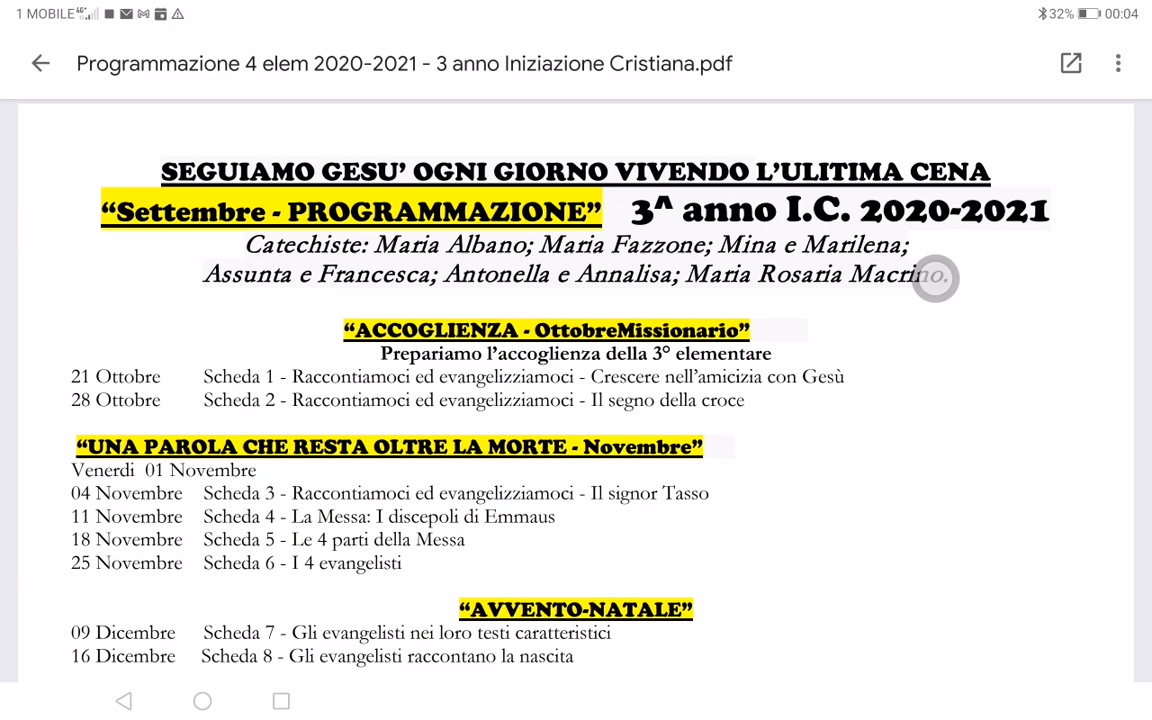 1 MOBILE 4G+ 32% 00:04
Programmazione 4 elem 2020-2021 - 3 anno Iniziazione Cristiana.pdf
SEGUIAMO GESU’ OGNI GIORNO VIVENDO L’ULITIMA CENA
“Settembre - PROGRAMMAZIONE” 3^ anno I.C. 2020-2021
Catechiste: Maria Albano; Maria Fazzone; Mina e Marilena;
Assunta e Francesca; Antonella e Annalisa; Maria Rosaria Macrino.
“ACCOGLIENZA - OttobreMissionario”
Prepariamo l’accoglienza della 3° elementare
21 Ottobre Scheda 1 - Raccontiamoci ed evangelizziamoci - Crescere nell’amicizia con Gesù
28 Ottobre Scheda 2 - Raccontiamoci ed evangelizziamoci - Il segno della croce
“UNA PAROLA CHE RESTA OLTRE LA MORTE - Novembre”
Venerdi 01 Novembre
04 Novembre Scheda 3 - Raccontiamoci ed evangelizziamoci - Il signor Tasso
11 Novembre Scheda 4 - La Messa: I discepoli di Emmaus
18 Novembre Scheda 5 - Le 4 parti della Messa
25 Novembre Scheda 6 - I 4 evangelisti
“AVVENTO-NATALE”
09 Dicembre Scheda 7 - Gli evangelisti nei loro testi caratteristici
16 Dicembre Scheda 8 - Gli evangelisti raccontano la nascita